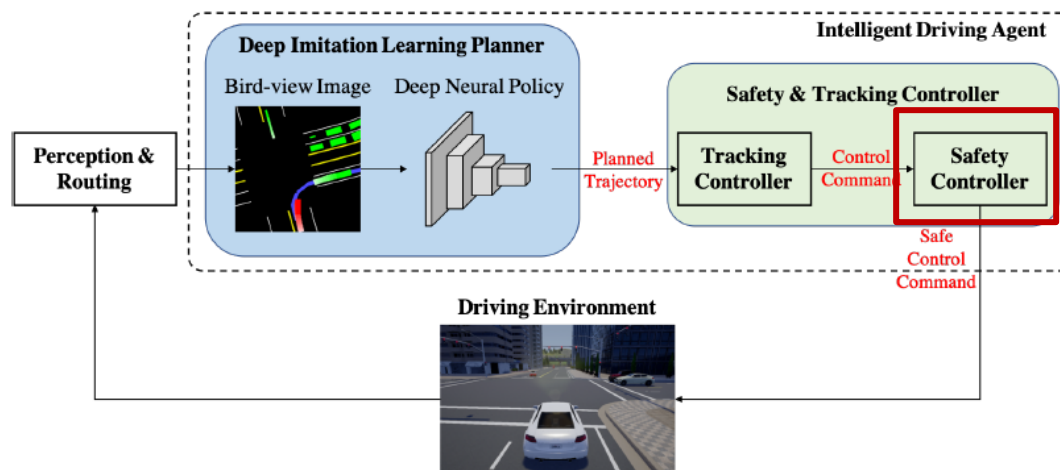 Intelligent Driving Agent
Deep Imitation Learning Planner
Bird-view Image
Deep Neural Policy
Safety & Tracking Controller
Perception &
Routing
Planned
Trajectory
Tracking
Controller
Control
Command
Safety
Controller
Safe
Control
Command
Driving Environment